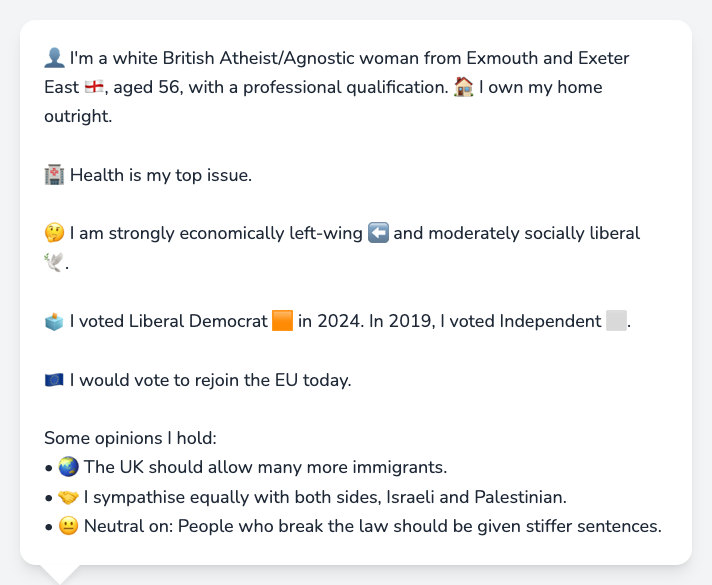 👤 I'm a white British Atheist/Agnostic woman from Exmouth and Exeter
East 🏴󠁧󠁢󠁥󠁮󠁧󠁿, aged 56, with a professional qualification. 🏠 I own my home
outright.
🏥 Health is my top issue.
🤔 I am strongly economically left-wing ⬅️ and moderately socially liberal
🕊️.
🗳️ I voted Liberal Democrat 🟧 in 2024. In 2019, I voted Independent ⬜.
🇪🇺 I would vote to rejoin the EU today.
Some opinions I hold:
• 🌏 The UK should allow many more immigrants.
• 🤝 I sympathise equally with both sides, Israeli and Palestinian.
• 😐 Neutral on: People who break the law should be given stiffer sentences.